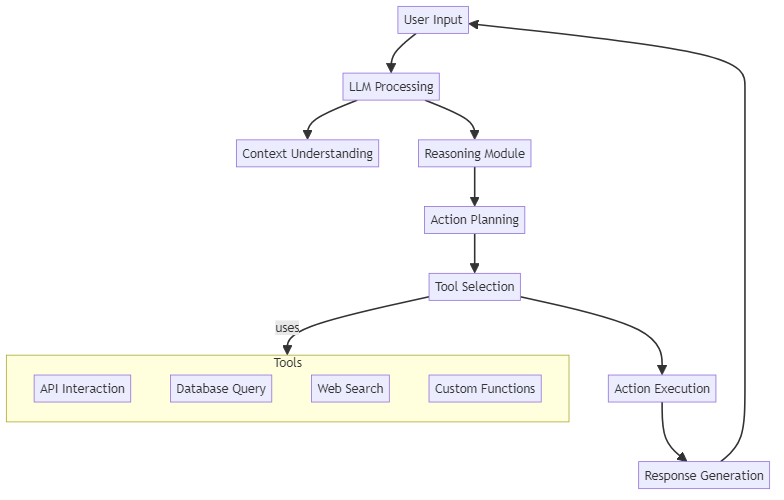 User Input
LLM Processing
Context Understanding
Reasoning Module
Action Planning
Tool Selection
uses
Tools
API Interaction
Database Query
Web Search
Custom Functions
Action Execution
Response Generation